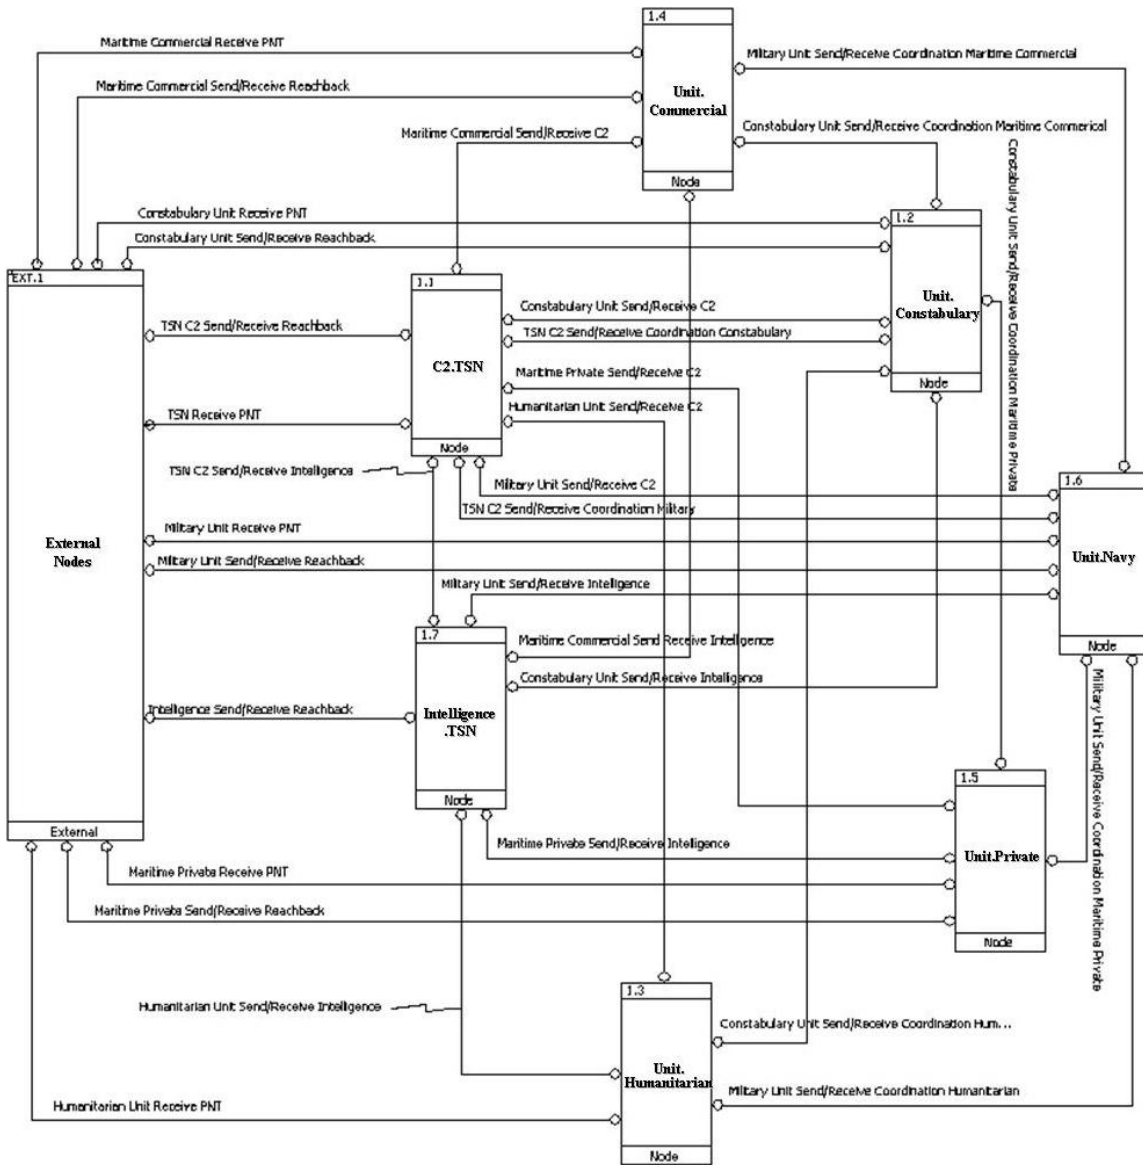 1.4
Maritime Commercial Receive PNT
Military Unit Send/Receive Coordination Maritime Commercial
Unit.
Commercial
Maritime Commercial Send/Receive Reachback
Maritime Commercial Send/Receive C2
Constabulary Unit Send/Receive Coordination Maritime Commerical
Node
Constabulary Unit Send/Receive Coordination Maritime Private
Constabulary Unit Receive PNT
1.2
Constabulary Unit Send/Receive Reachback
EXT.1
1.1
Unit.
Constabulary
Constabulary Unit Send/Receive C2
TSN C2 Send/Receive Reachback
TSN C2 Send/Receive Coordination Constabulary
C2.TSN
Maritime Private Send/Receive C2
Node
TSN Receive PNT
Humanitarian Unit Send/Receive C2
Node
TSN C2 Send/Receive Intelligence
1.6
Military Unit Send/Receive C2
TSN C2 Send/Receive Coordination Military
Military Unit Receive PNT
External
Nodes
Military Unit Send/Receive Reachback
Unit.Navy
Military Unit Send/Receive Intelligence
1.7
Maritime Commercial Send Receive Intelligence
Node
Constabulary Unit Send/Receive Intelligence
Military Unit Send/Receive Coordination Maritime Private
Intelligence Send/Receive Reachback
Intelligence
.TSN
1.5
Node
External
Maritime Private Send/Receive Intelligence
Unit.Private
Maritime Private Receive PNT
Maritime Private Send/Receive Reachback
Node
1.3
Humanitarian Unit Send/Receive Intelligence
Constabulary Unit Send/Receive Coordination Hum...
Unit.
Humanitarian
Military Unit Send/Receive Coordination Humanitarian
Humanitarian Unit Receive PNT
Node